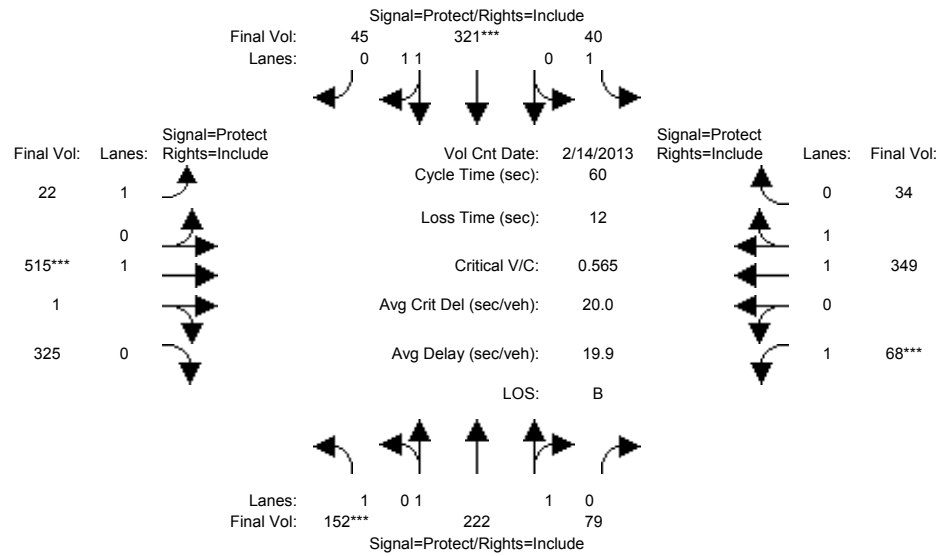 Signal=Protect/Rights=Include
Final Vol: 45 321*** 40
Lanes: 0 1 1 0 1
Signal=Protect Signal=Protect
Final Vol: Lanes: Rights=Include Vol Cnt Date: 2/14/2013 Rights=Include Lanes: Final Vol:
Cycle Time (sec): 60
22 1 0 34
Loss Time (sec): 12
0 1
515*** 1 Critical V/C: 0.565 1 349
1 Avg Crit Del (sec/veh): 20.0 0
325 0 Avg Delay (sec/veh): 19.9 1 68***
LOS: B
Lanes: 1 0 1 1 0
Final Vol: 152*** 222 79
Signal=Protect/Rights=Include